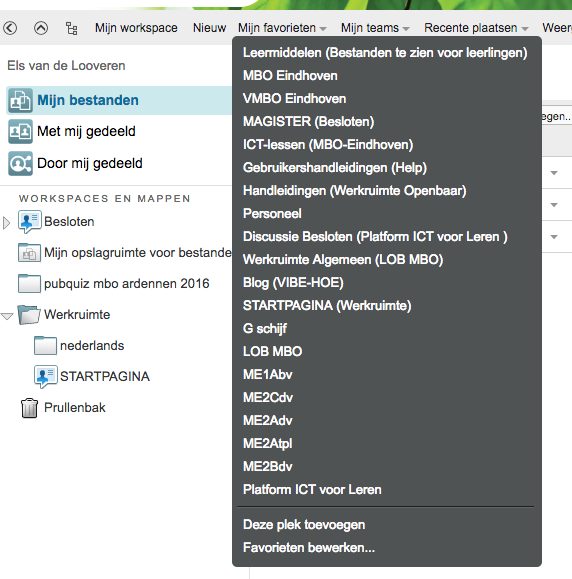 Mijn workspace Nieuw Mijn favorieten Mijn teams Recente plaatsen Weerg
Els van de Looveren
Mijn bestanden
Met mij gedeeld
Door mij gedeeld
WORKSPACES EN MAPPEN
Besloten
Mijn opslagruimte voor bestande
pubquiz mbo ardennen 2016
Werkruimte
nederlands
STARTPAGINA
Prullenbak
Leermiddelen (Bestanden te zien voor leerlingen)
MBO Eindhoven
VMBO Eindhoven
MAGISTER (Besloten)
ICT-lessen (MBO-Eindhoven)
Gebruikershandleidingen (Help)
Handleidingen (Werkruimte Openbaar)
Personeel
Discussie Besloten (Platform ICT voor Leren )
Werkruimte Algemeen (LOB MBO)
Blog (VIBE-HOE)
STARTPAGINA (Werkruimte)
G schijf
LOB MBO
ME1Abv
ME2Cdv
ME2Adv
ME2Atpl
ME2Bdv
Platform ICT voor Leren
Deze plek toevoegen
Favorieten bewerken...
egen..